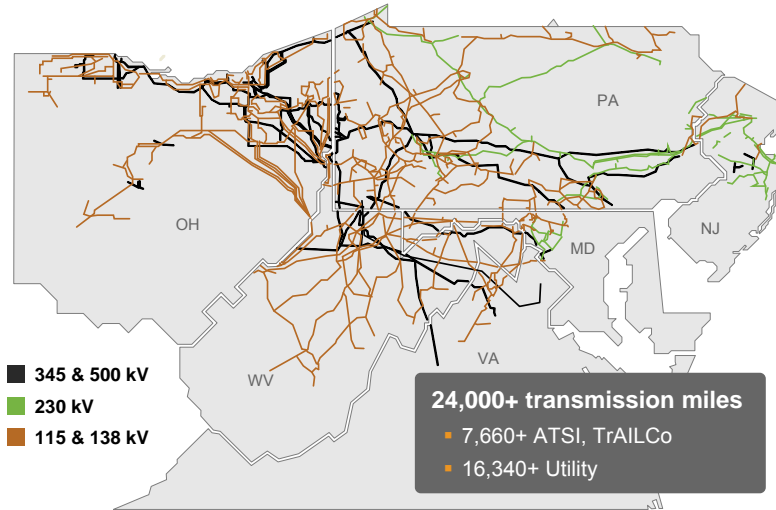 PA
OH
NJ
MD
WV
VA
345 & 500 kV
230 kV
115 & 138 kV
24,000+ transmission miles
7,660+ ATSI, TrAILCo
16,340+ Utility